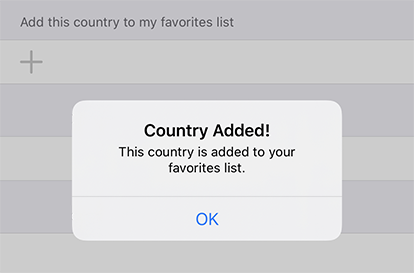 Add this country to my favorites list
Country Added!
This country is added to your
favorites list.
OK